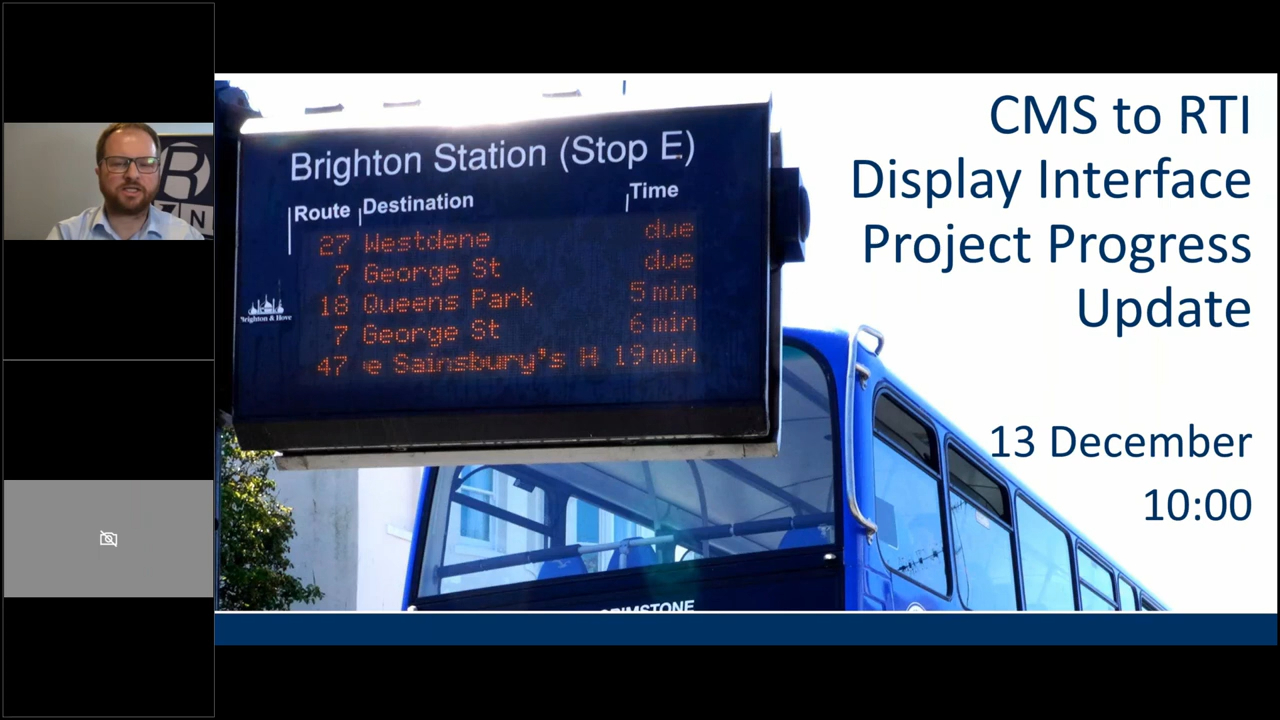 R
N
Brighton Station (Stop E)
Route Destination Time
27 Westdene due
7 George St due
18 Queens Park 5 min
7 George St 6 min
47 e Sainsbury's H 19 min
Brighton & Hove
CMS to RTI
Display Interface
Project Progress
Update
13 December
10:00